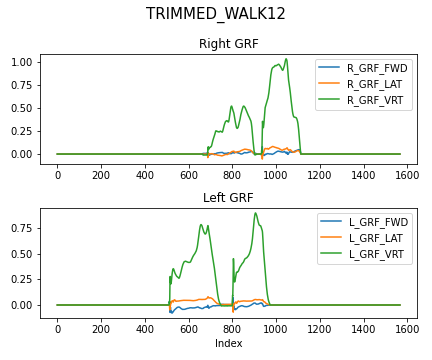 TRIMMED_WALK12
Right GRF
1.00
0.75
0.50
0.25
0.00
R_GRF_FWD
R_GRF_LAT
R_GRF_VRT
0 200 400 600 800 1000 1200 1400 1600
Left GRF
0.75
0.50
0.25
0.00
L_GRF_FWD
L_GRF_LAT
L_GRF_VRT
0 200 400 600 800 1000 1200 1400 1600
Index